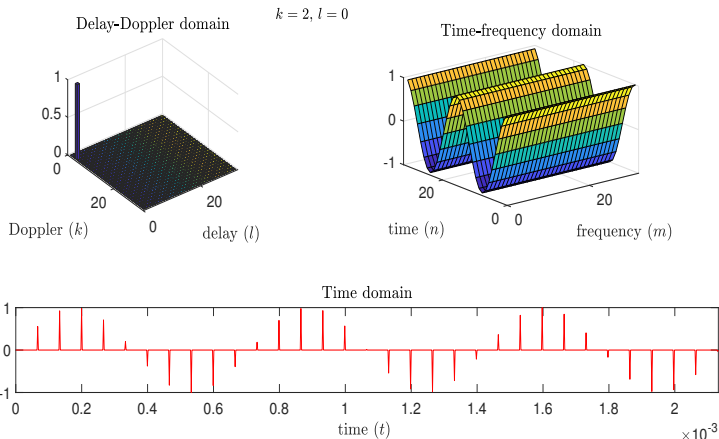 k = 2, l = 0
Delay-Doppler domain
1
0.5
0
0
20
Doppler (k)
0
20
delay (l)
Time-frequency domain
1
0
-1
20
0
time (n)
0
20
frequency (m)
Time domain
1
0
-1
0 0.2 0.4 0.6 0.8 1 1.2 1.4 1.6 1.8 2
time (t)
×10⁻³